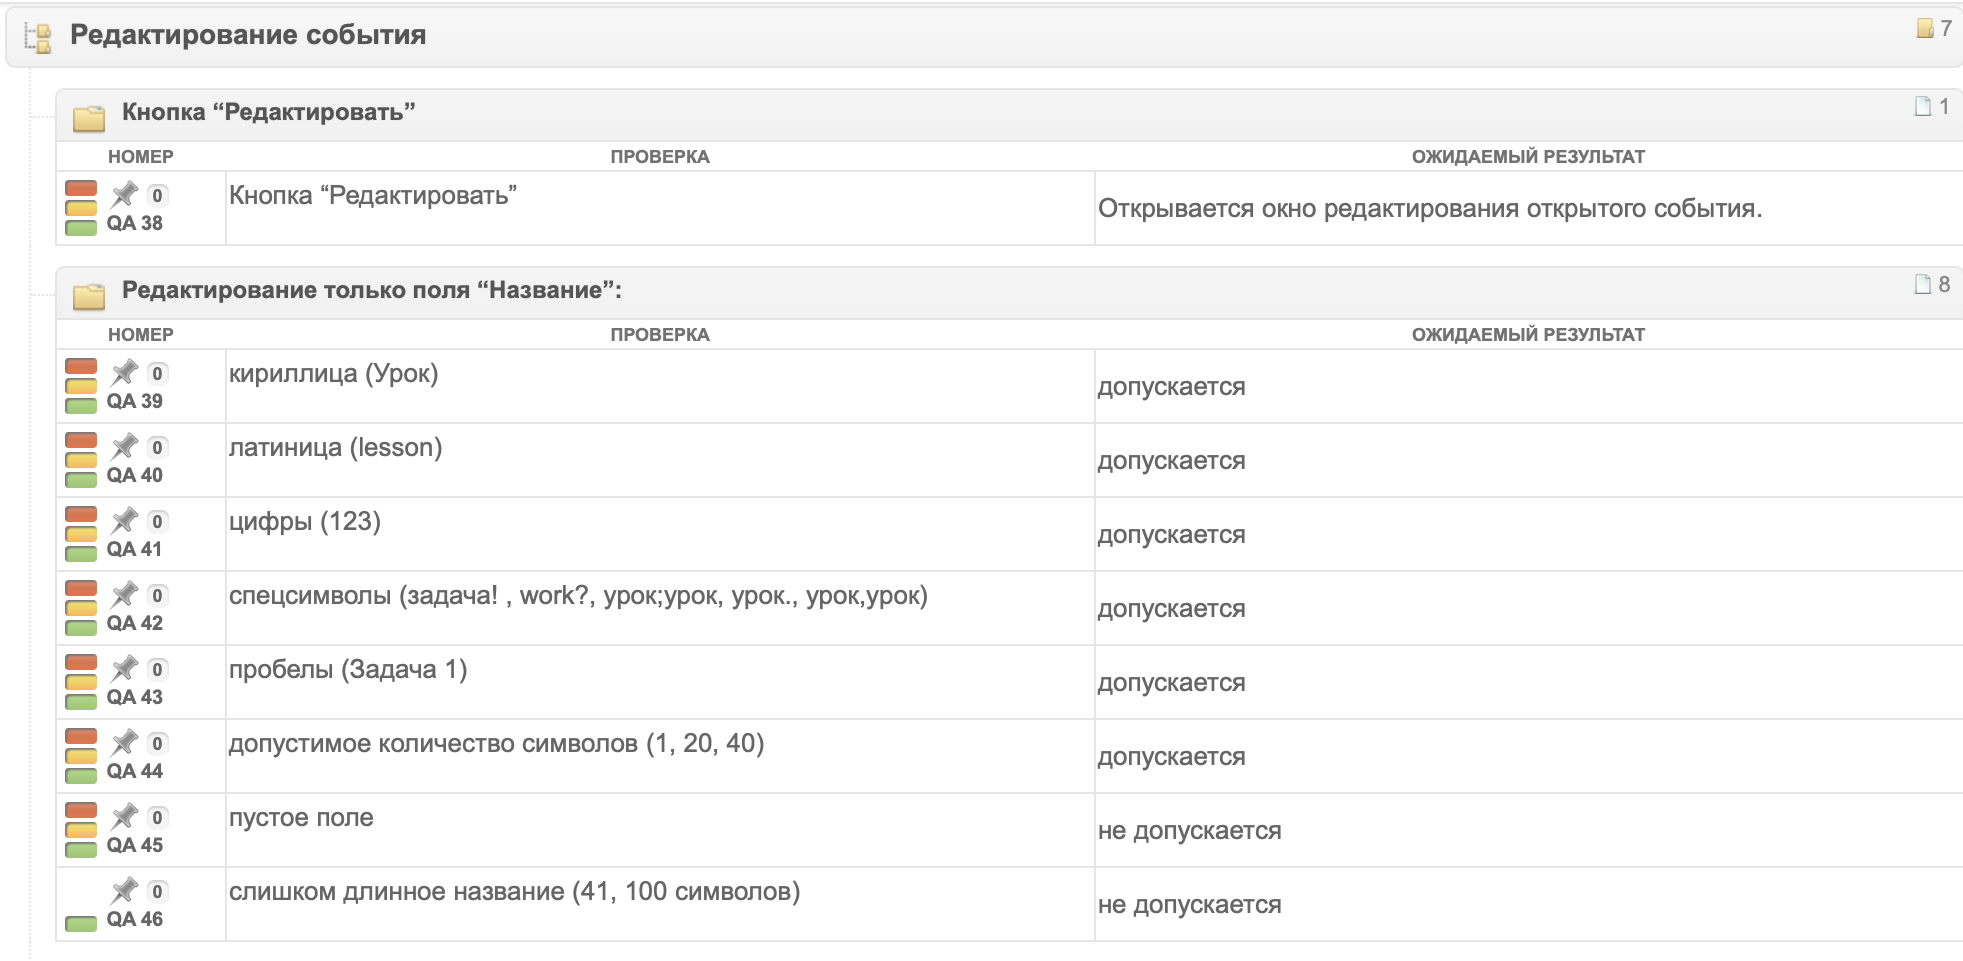 Редактирование события 7
Кнопка “Редактировать” 1
НОМЕР ПРОВЕРКА ОЖИДАЕМЫЙ РЕЗУЛЬТАТ
0 Кнопка “Редактировать”
QA 38 Открывается окно редактирования открытого события.
Редактирование только поля “Название”: 8
НОМЕР ПРОВЕРКА ОЖИДАЕМЫЙ РЕЗУЛЬТАТ
0 кириллица (Урок)
QA 39 допускается
0 латиница (lesson)
QA 40 допускается
0 цифры (123)
QA 41 допускается
0 спецсимволы (задача! , work?, урок;урок, урок., урок,урок)
QA 42 допускается
0 пробелы (Задача 1)
QA 43 допускается
0 допустимое количество символов (1, 20, 40)
QA 44 допускается
0 пустое поле
QA 45 не допускается
0 слишком длинное название (41, 100 символов)
QA 46 не допускается